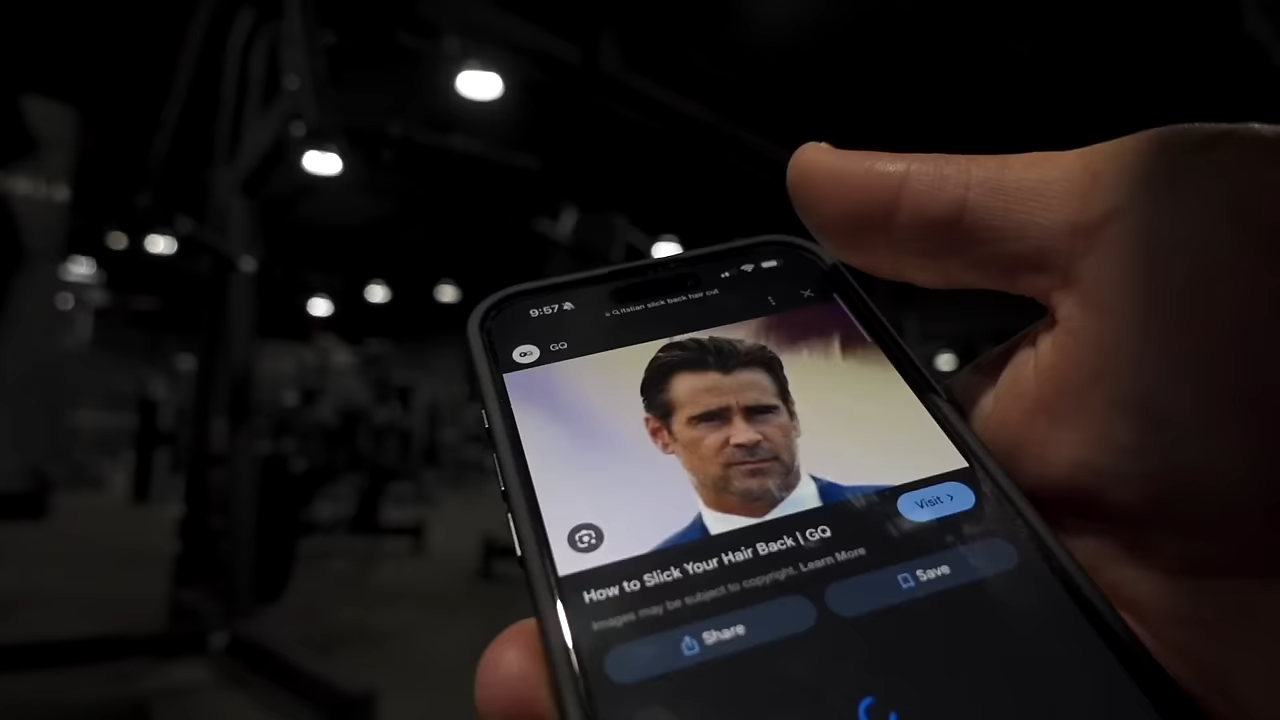 9:57
italian slick back hair cut
GQ
GQ
Visit >
How to Slick Your Hair Back | GQ
Images may be subject to copyright. Learn More
Share
Save